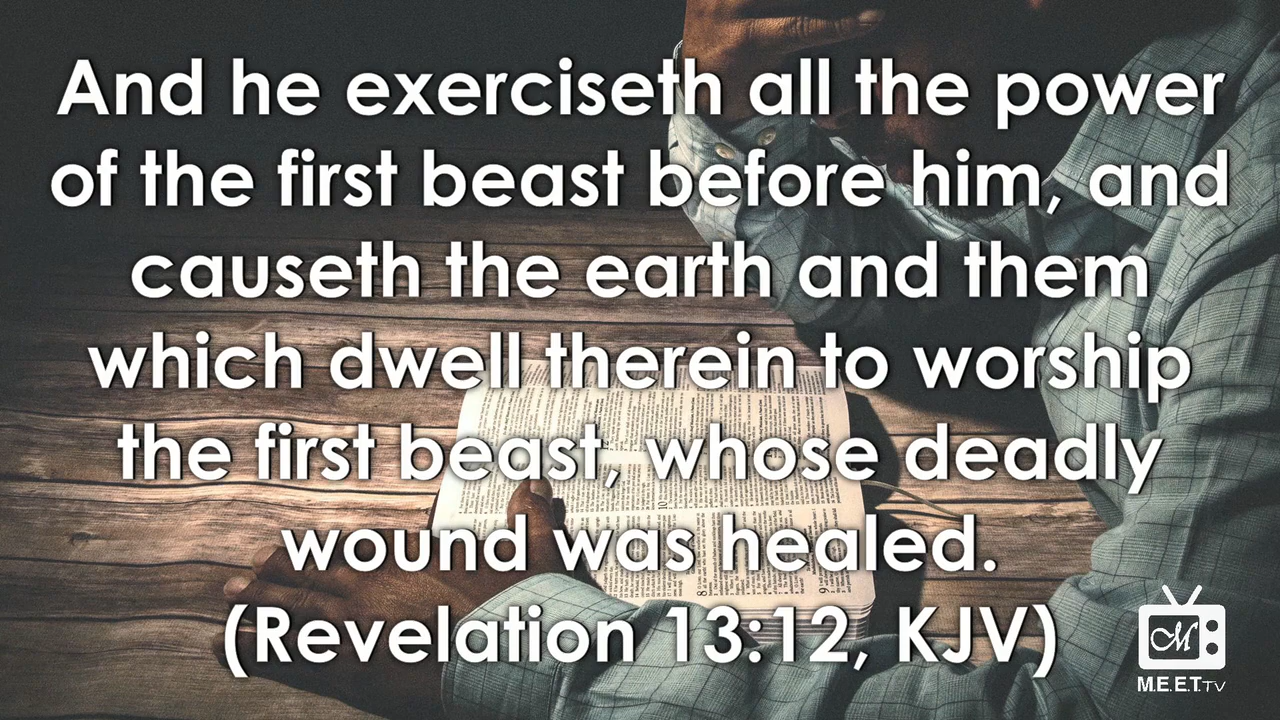 And he exerciseth all the power
of the first beast before him, and
causeth the earth and them
which dwell therein to worship
the first beast, whose deadly
wound was healed.
(Revelation 13:12, KJV)
M
M.E.E.T.TV